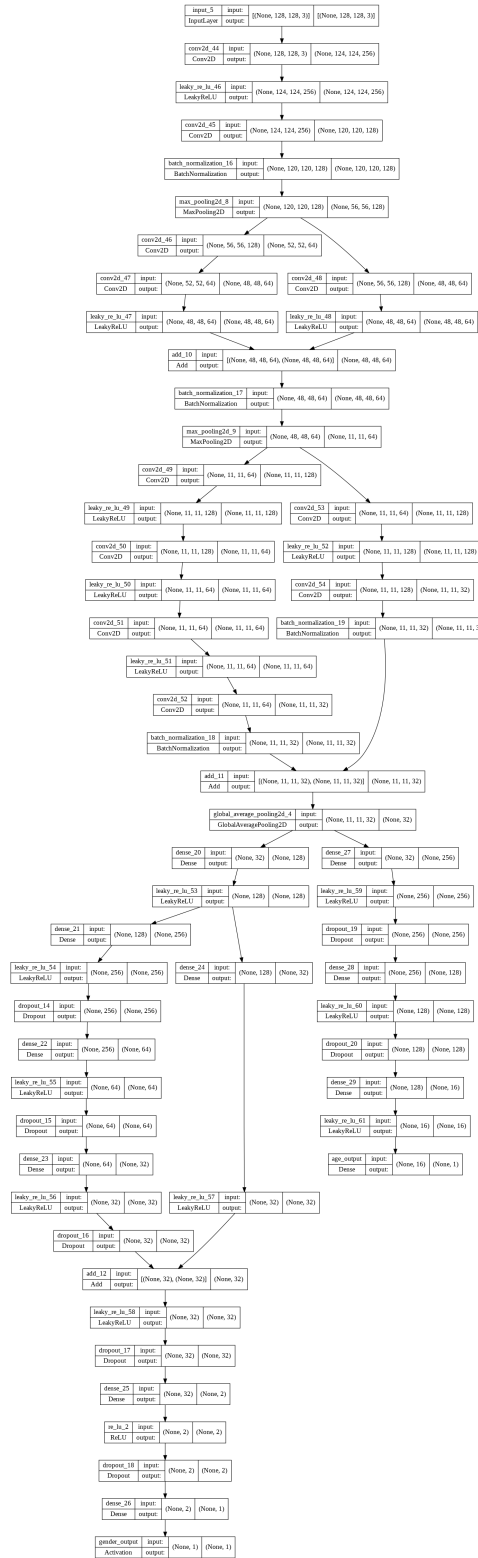 input_5 input: [(None, 128, 128, 3)] [(None, 128, 128, 3)]
InputLayer output:
conv2d_44 input: (None, 128, 128, 3) (None, 124, 124, 256)
Conv2D output:
leaky_re_lu_46 input: (None, 124, 124, 256) (None, 124, 124, 256)
LeakyReLU output:
conv2d_45 input: (None, 124, 124, 256) (None, 120, 120, 128)
Conv2D output:
batch_normalization_16 input: (None, 120, 120, 128) (None, 120, 120, 128)
BatchNormalization output:
max_pooling2d_8 input: (None, 120, 120, 128) (None, 56, 56, 128)
MaxPooling2D output:
conv2d_46 input: (None, 56, 56, 128) (None, 52, 52, 64)
Conv2D output:
conv2d_47 input: (None, 52, 52, 64) (None, 48, 48, 64)
Conv2D output:
conv2d_48 input: (None, 56, 56, 128) (None, 48, 48, 64)
Conv2D output:
leaky_re_lu_47 input: (None, 48, 48, 64) (None, 48, 48, 64)
LeakyReLU output:
leaky_re_lu_48 input: (None, 48, 48, 64) (None, 48, 48, 64)
LeakyReLU output:
add_10 input: [(None, 48, 48, 64), (None, 48, 48, 64)] (None, 48, 48, 64)
Add output:
batch_normalization_17 input: (None, 48, 48, 64) (None, 48, 48, 64)
BatchNormalization output:
max_pooling2d_9 input: (None, 48, 48, 64) (None, 11, 11, 64)
MaxPooling2D output:
conv2d_49 input: (None, 11, 11, 64) (None, 11, 11, 128)
Conv2D output:
leaky_re_lu_49 input: (None, 11, 11, 128) (None, 11, 11, 128)
LeakyReLU output:
conv2d_53 input: (None, 11, 11, 64) (None, 11, 11, 128)
Conv2D output:
conv2d_50 input: (None, 11, 11, 128) (None, 11, 11, 64)
Conv2D output:
leaky_re_lu_52 input: (None, 11, 11, 128) (None, 11, 11, 128)
LeakyReLU output:
leaky_re_lu_50 input: (None, 11, 11, 64) (None, 11, 11, 64)
LeakyReLU output:
conv2d_54 input: (None, 11, 11, 128) (None, 11, 11, 32)
Conv2D output:
conv2d_51 input: (None, 11, 11, 64) (None, 11, 11, 64)
Conv2D output:
batch_normalization_19 input: (None, 11, 11, 32) (None, 11, 11,
BatchNormalization output:
leaky_re_lu_51 input: (None, 11, 11, 64) (None, 11, 11, 64)
LeakyReLU output:
conv2d_52 input: (None, 11, 11, 64) (None, 11, 11, 32)
Conv2D output:
batch_normalization_18 input: (None, 11, 11, 32) (None, 11, 11, 32)
BatchNormalization output:
add_11 input: [(None, 11, 11, 32), (None, 11, 11, 32)] (None, 11, 11, 32)
Add output:
global_average_pooling2d_4 input: (None, 11, 11, 32) (None, 32)
GlobalAveragePooling2D output:
dense_20 input: (None, 32) (None, 128)
Dense output:
dense_27 input: (None, 32) (None, 256)
Dense output:
leaky_re_lu_53 input: (None, 128) (None, 128)
LeakyReLU output:
leaky_re_lu_59 input: (None, 256) (None, 256)
LeakyReLU output:
dense_21 input: (None, 128) (None, 256)
Dense output:
dropout_19 input: (None, 256) (None, 256)
Dropout output:
leaky_re_lu_54 input: (None, 256) (None, 256)
LeakyReLU output:
dense_24 input: (None, 128) (None, 32)
Dense output:
dense_28 input: (None, 256) (None, 128)
Dense output:
dropout_14 input: (None, 256) (None, 256)
Dropout output:
leaky_re_lu_60 input: (None, 128) (None, 128)
LeakyReLU output:
dense_22 input: (None, 256) (None, 64)
Dense output:
dropout_20 input: (None, 128) (None, 128)
Dropout output:
leaky_re_lu_55 input: (None, 64) (None, 64)
LeakyReLU output:
dense_29 input: (None, 128) (None, 16)
Dense output:
dropout_15 input: (None, 64) (None, 64)
Dropout output:
leaky_re_lu_61 input: (None, 16) (None, 16)
LeakyReLU output:
dense_23 input: (None, 64) (None, 32)
Dense output:
age_output input: (None, 16) (None, 1)
Dense output:
leaky_re_lu_56 input: (None, 32) (None, 32)
LeakyReLU output:
leaky_re_lu_57 input: (None, 32) (None, 32)
LeakyReLU output:
dropout_16 input: (None, 32) (None, 32)
Dropout output:
add_12 input: [(None, 32), (None, 32)] (None, 32)
Add output:
leaky_re_lu_58 input: (None, 32) (None, 32)
LeakyReLU output:
dropout_17 input: (None, 32) (None, 32)
Dropout output:
dense_25 input: (None, 32) (None, 2)
Dense output:
re_lu_2 input: (None, 2) (None, 2)
ReLU output:
dropout_18 input: (None, 2) (None, 2)
Dropout output:
dense_26 input: (None, 2) (None, 1)
Dense output:
gender_output input: (None, 1) (None, 1)
Activation output: